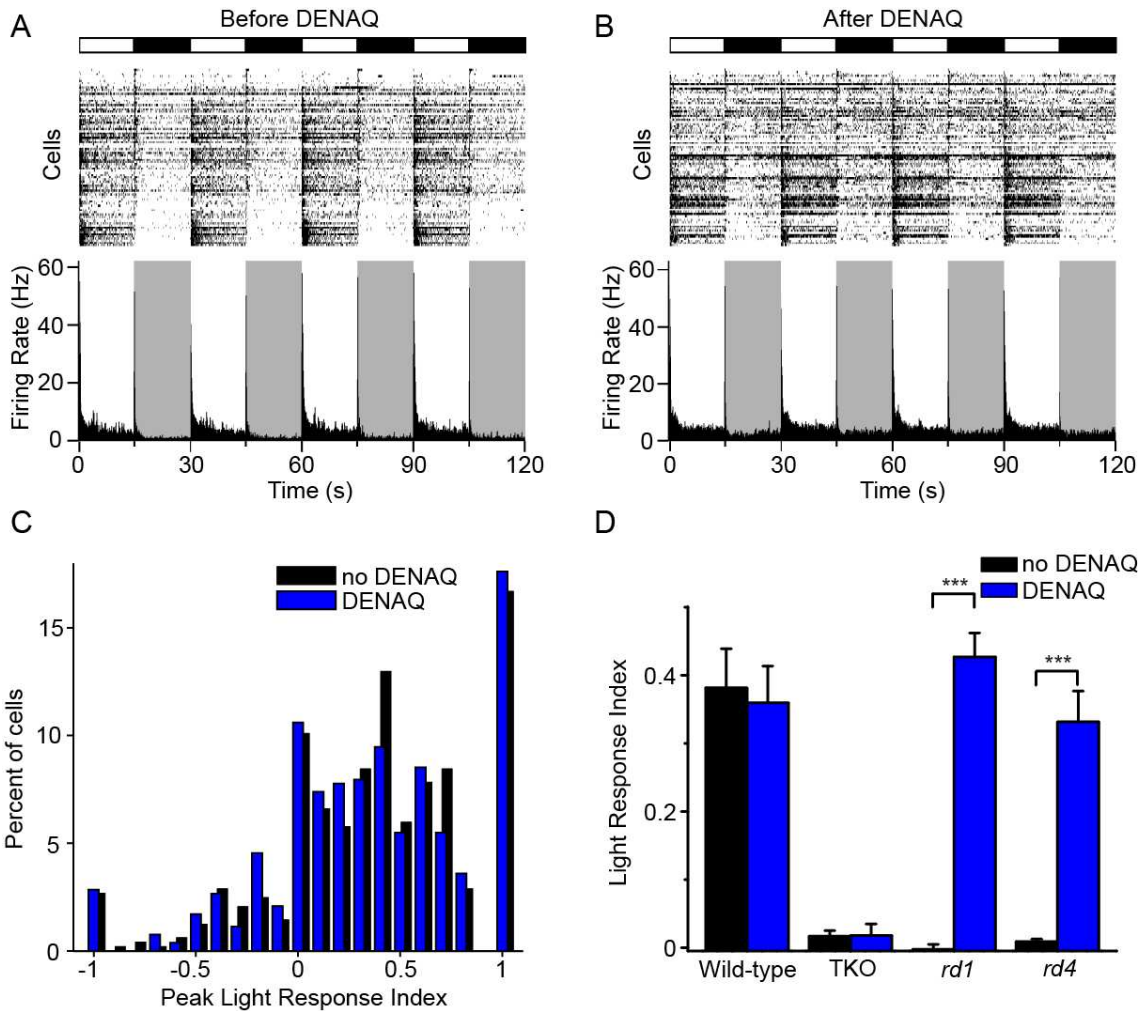 A
Before DENAQ
Cells
Firing Rate (Hz)
60
40
20
0
0 30 60 90 120
Time (s)
B
After DENAQ
Cells
Firing Rate (Hz)
60
40
20
0
0 30 60 90 120
Time (s)
C
no DENAQ
DENAQ
Percent of cells
15
10
5
0
-1 -0.5 0 0.5 1
Peak Light Response Index
D
no DENAQ
DENAQ
***
***
Light Response Index
0.4
0.2
0
Wild-type TKO rd1 rd4